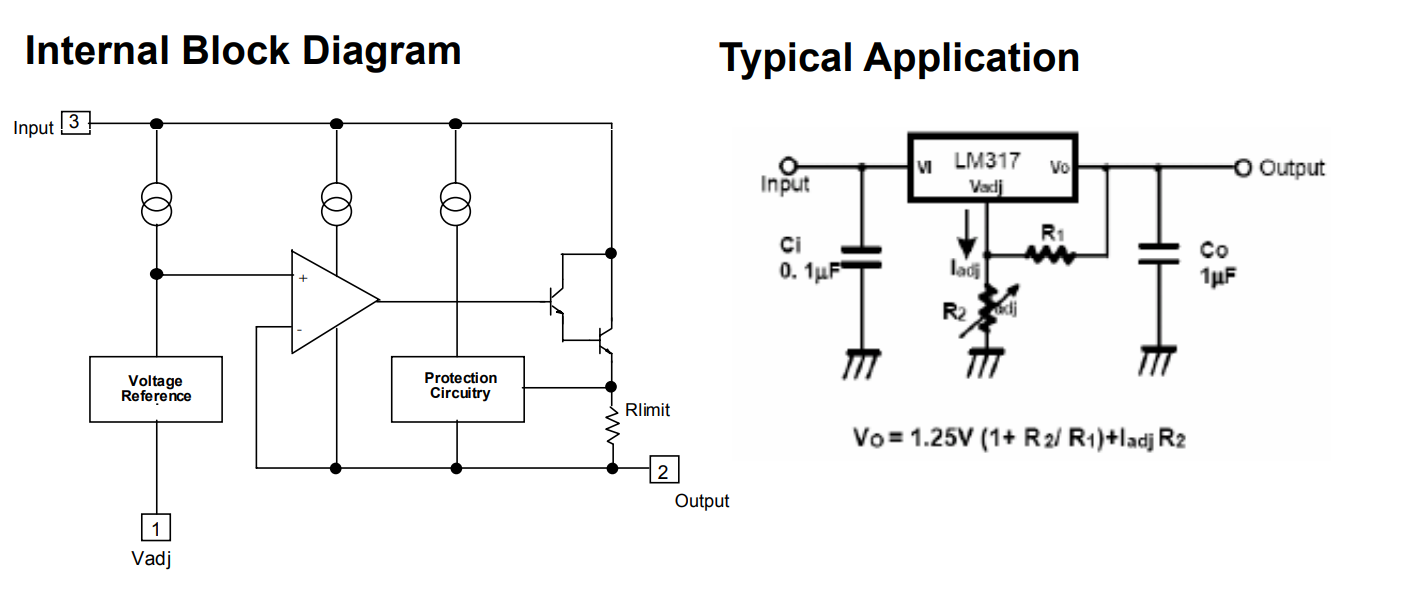 Internal Block Diagram
Input 3
+
-
Voltage
Reference
Protection
Circuitry
Rlimit
2
Output
1
Vadj
Typical Application
Input
VI LM317 Vo
Vadj
Output
Ci
0. 1µF
Iadj
R1
R2
adj
Co
1µF
Vo = 1.25V (1+ R2/ R1)+Iadj R2